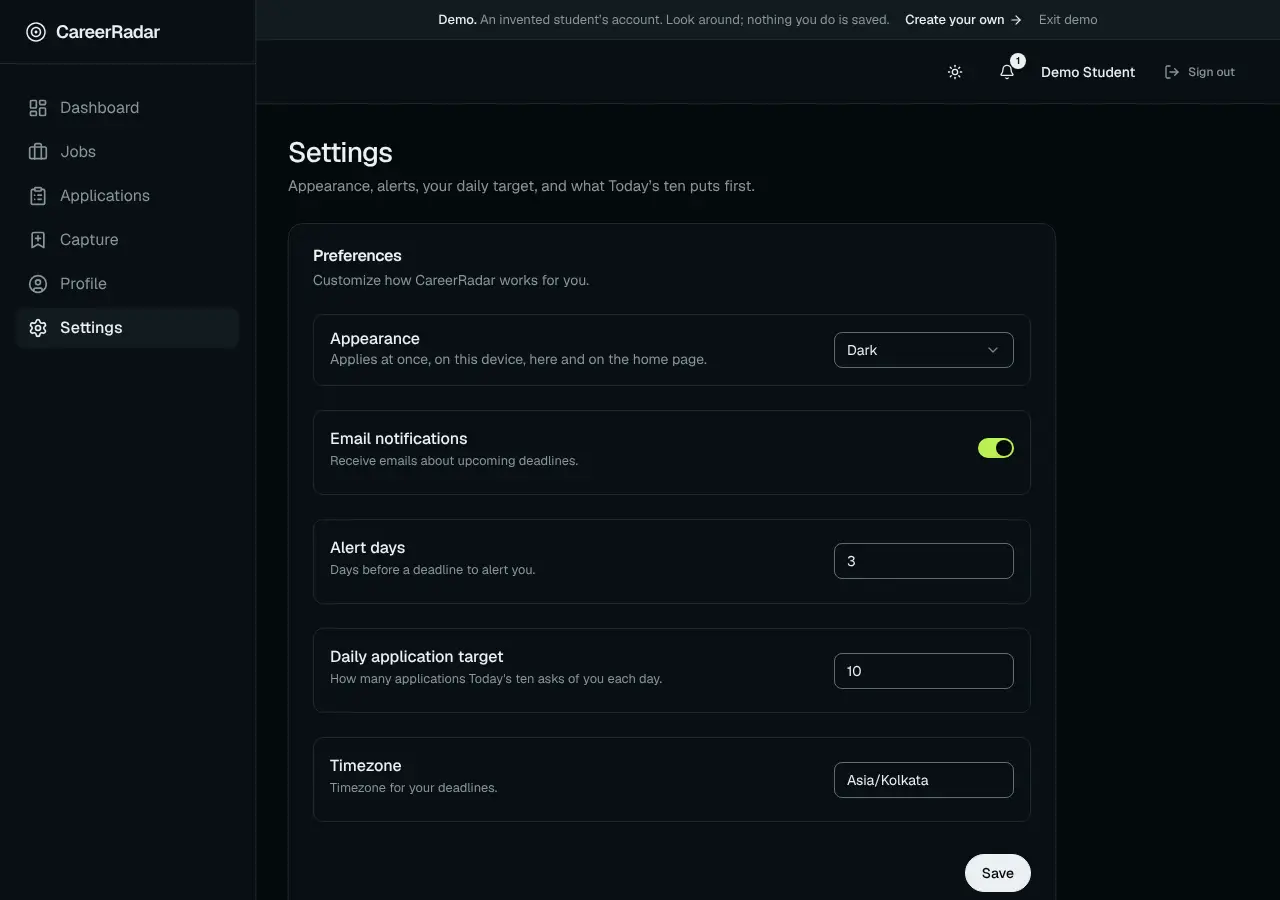 CareerRadar
Demo. An invented student's account. Look around; nothing you do is saved. Create your own → Exit demo
1
Demo Student
Sign out
Dashboard
Jobs
Applications
Capture
Profile
Settings
Settings
Appearance, alerts, your daily target, and what Today's ten puts first.
Preferences
Customize how CareerRadar works for you.
Appearance
Applies at once, on this device, here and on the home page.
Dark
Email notifications
Receive emails about upcoming deadlines.
Alert days
Days before a deadline to alert you.
3
Daily application target
How many applications Today's ten asks of you each day.
10
Timezone
Timezone for your deadlines.
Asia/Kolkata
Save